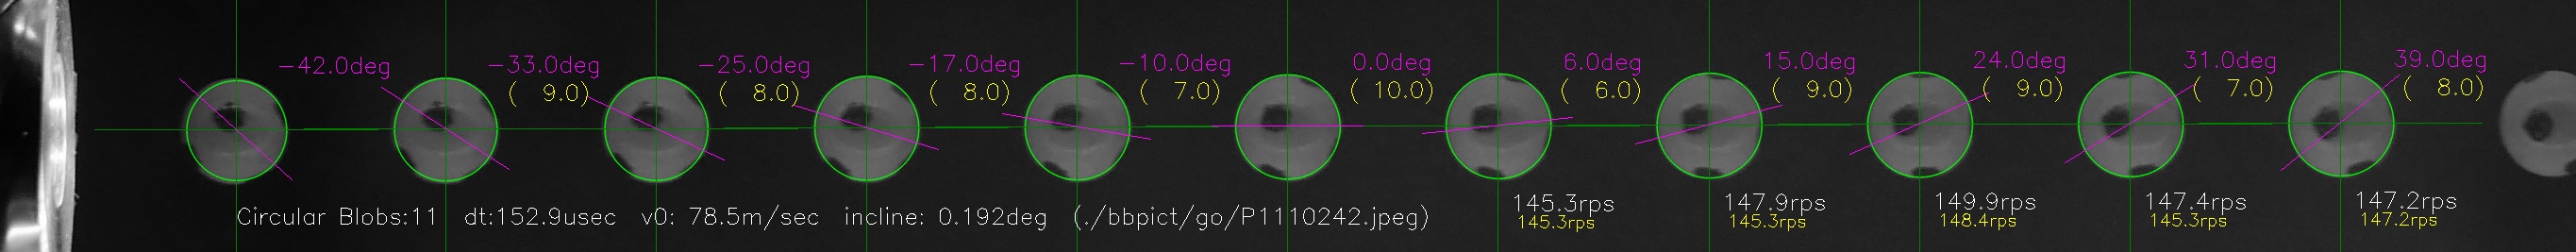 -42.0deg -33.0deg -25.0deg -17.0deg -10.0deg 0.0deg 6.0deg 15.0deg 24.0deg 31.0deg 39.0deg
( 9.0) ( 8.0) ( 8.0) ( 7.0) ( 10.0) ( 6.0) ( 9.0) ( 9.0) ( 7.0) ( 8.0)
145.3rps 147.9rps 149.9rps 147.4rps 147.2rps
145.3rps 145.3rps 148.4rps 145.3rps 147.2rps
Circular Blobs:11 dt:152.9usec v0: 78.5m/sec incline: 0.192deg (./bbpict/go/P1110242.jpeg)